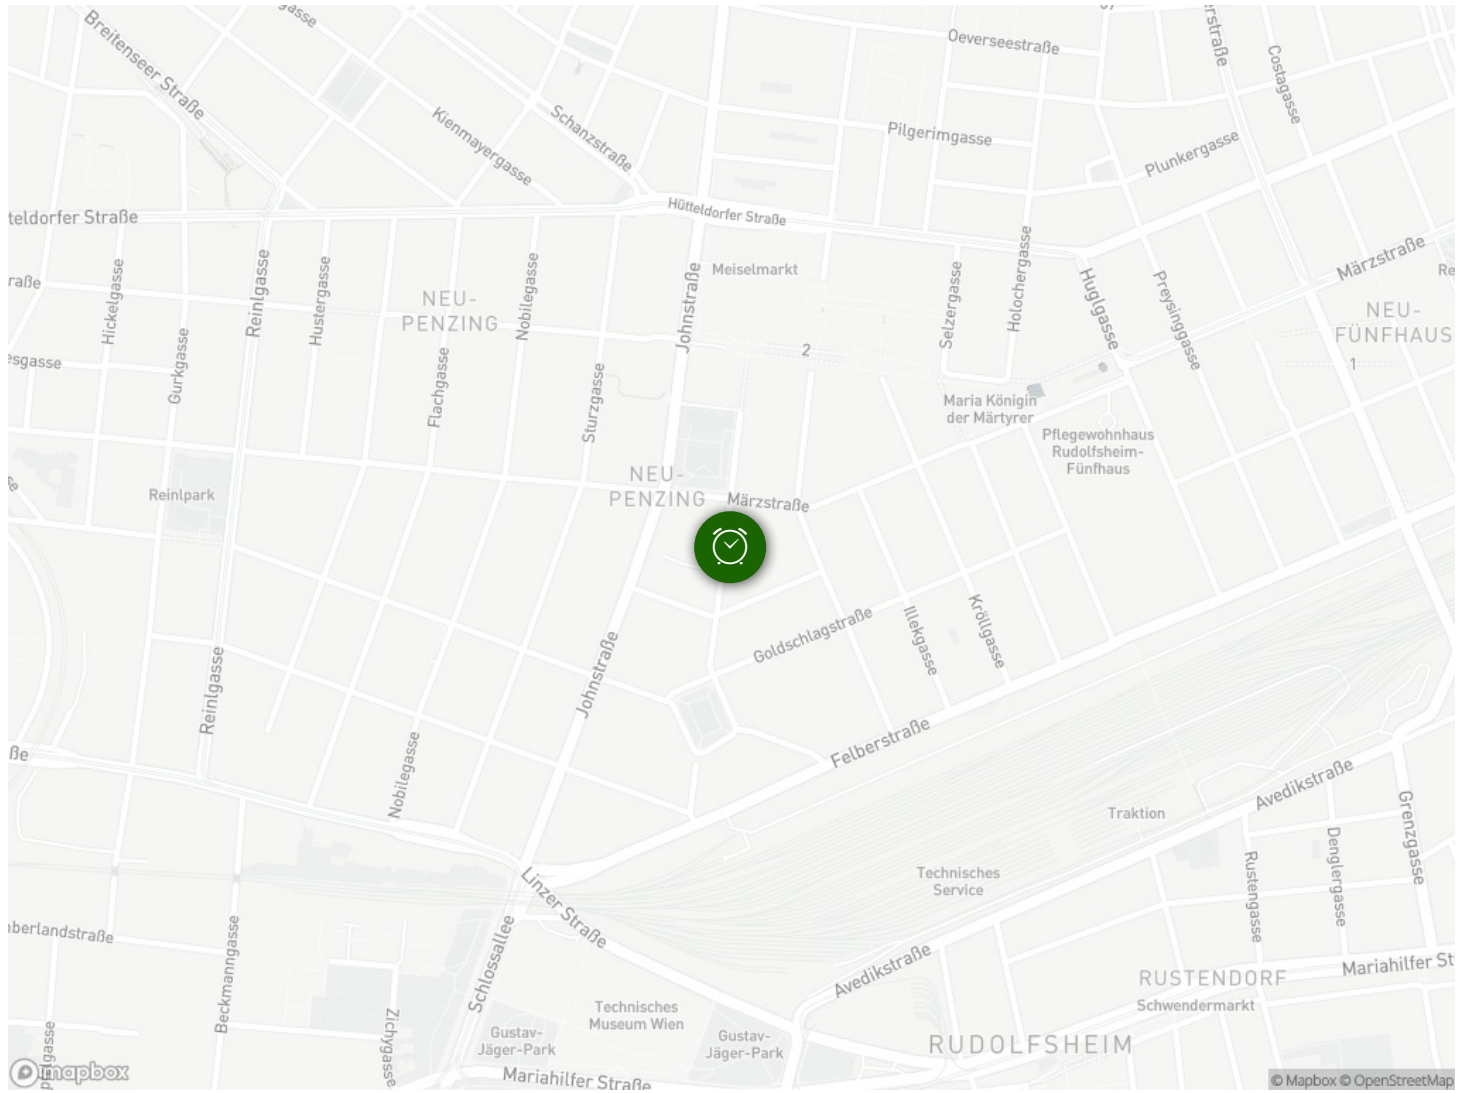 Breitenseer Straße
Oeverseestraße
Costagasse
Kienmayergasse
Schanzstraße
Pilgerimgasse
Plunkergasse
Hütteldorfer Straße
Märzstraße
Meiselmarkt
Hickelgasse
Reinlgasse
Hustergasse
NEU-
PENZING
Nobilegasse
Johnstraße
Selzergasse
Holochergasse
Huglgasse
Preysinggasse
NEU-
FÜNFHAUS
Gurkgasse
Flachgasse
Sturzgasse
2
1
Maria Königin
der Märtyrer
Pflegewohnhaus
Rudolfsheim-
Fünfhaus
Reinlpark
NEU-
PENZING
Märzstraße
Goldschlagstraße
Illekgasse
Kröllgasse
Reinlgasse
Johnstraße
Nobilegasse
Felberstraße
Avedikstraße
Traktion
Grenzgasse
Denglergasse
Rustengasse
Technisches
Service
Linzer Straße
Schlossallee
Beckmanngasse
Zichygasse
Avedikstraße
RUSTENDORF
Schwendermarkt
Mariahilfer St
Technisches
Museum Wien
Gustav-
Jäger-Park
Gustav-
Jäger-Park
RUDOLFSHEIM
Mariahilfer Straße
mapbox
© Mapbox © OpenStreetMap